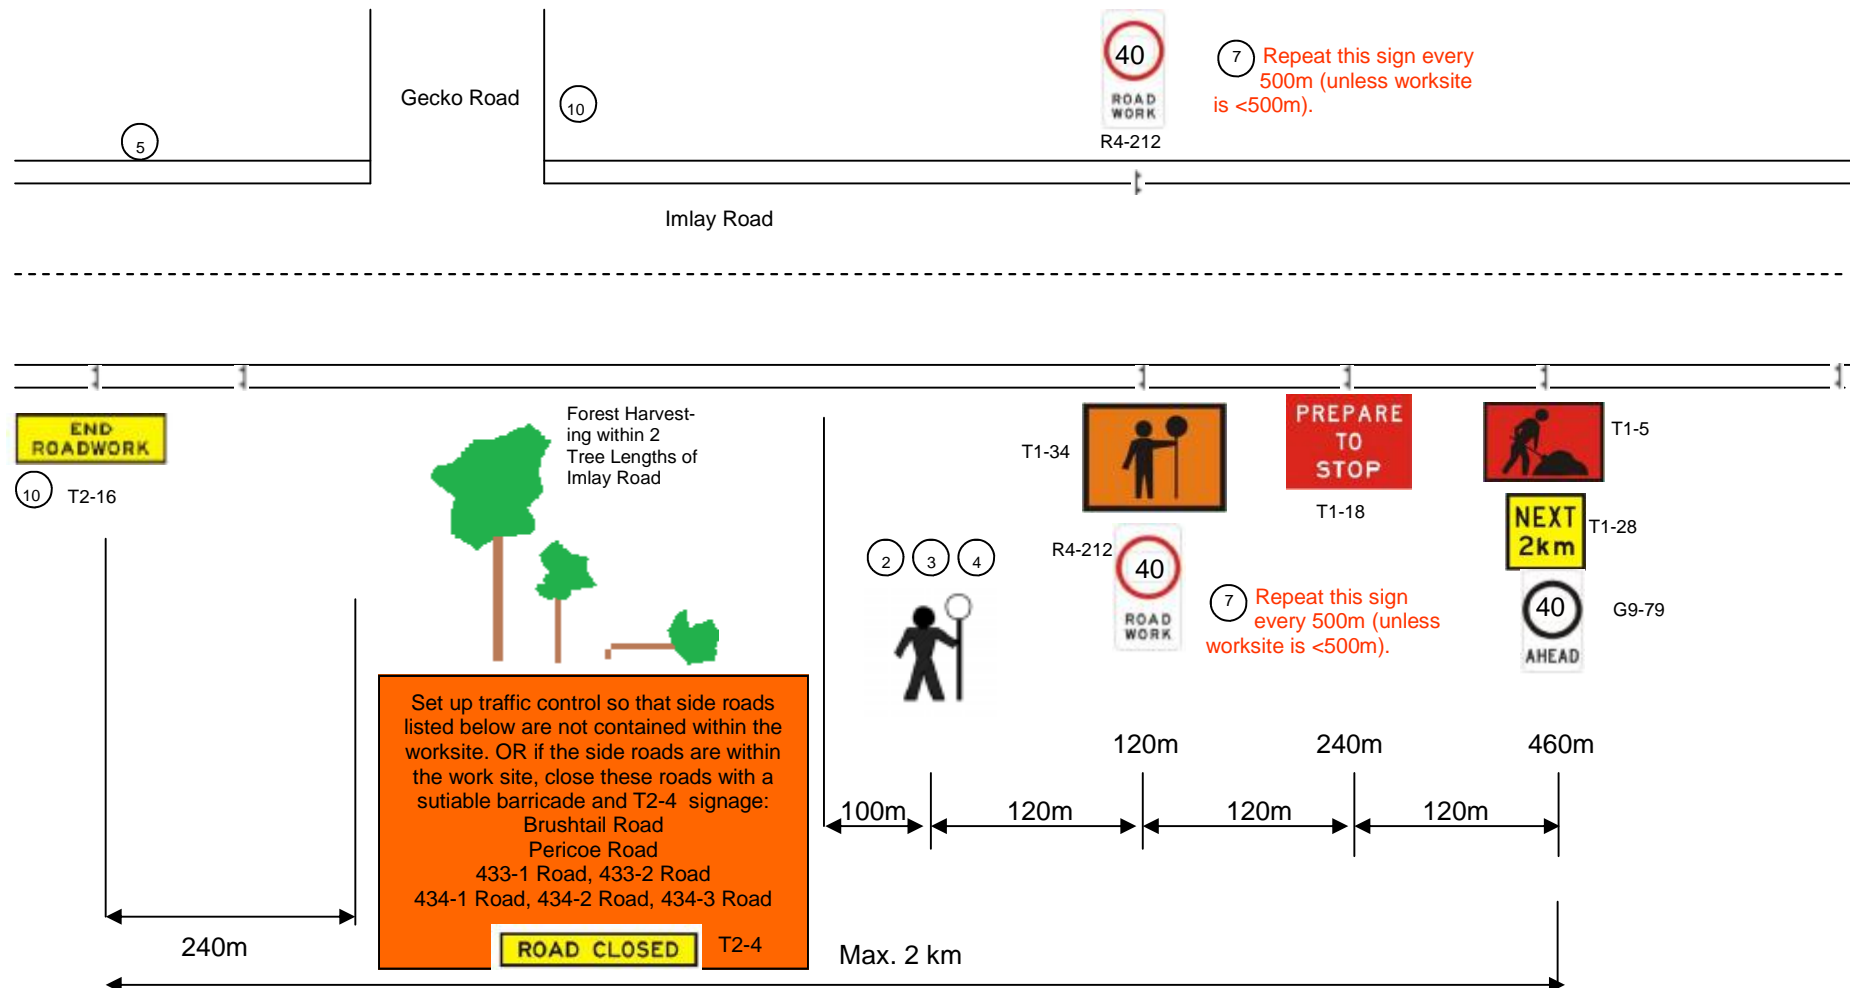 40
ROAD
WORK
R4-212
7 Repeat this sign every
500m (unless worksite
is <500m).
Gecko Road
10
5
Imlay Road
END
ROADWORK
10 T2-16
Forest Harvest-
ing within 2
Tree Lengths of
Imlay Road
T1-34
PREPARE
TO
STOP
T1-18
T1-5
NEXT
2km
T1-28
2 3 4
R4-212
40
ROAD
WORK
7 Repeat this sign
every 500m (unless
worksite is <500m).
40
AHEAD
G9-79
Set up traffic control so that side roads
listed below are not contained within the
worksite. OR if the side roads are within
the work site, close these roads with a
sutiable barricade and T2-4 signage:
Brushtail Road
Pericoe Road
433-1 Road, 433-2 Road
434-1 Road, 434-2 Road, 434-3 Road
ROAD CLOSED T2-4
120m 240m 460m
100m 120m 120m 120m
240m
Max. 2 km